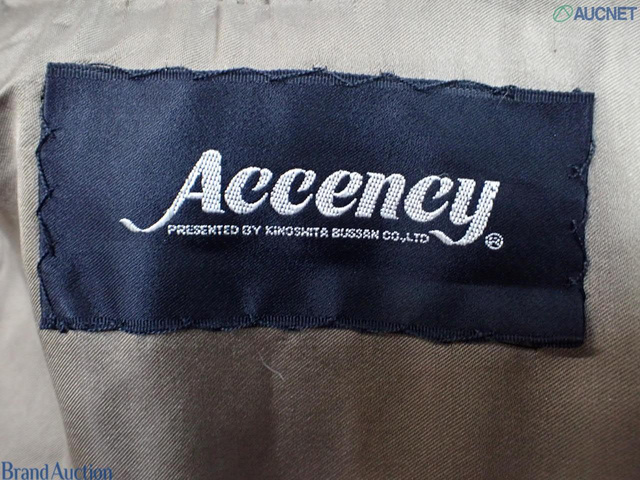 AUCNET
Accency
PRESENTED BY KINOSHITA BUSSAN CO.,LTD
®
Brand Auction